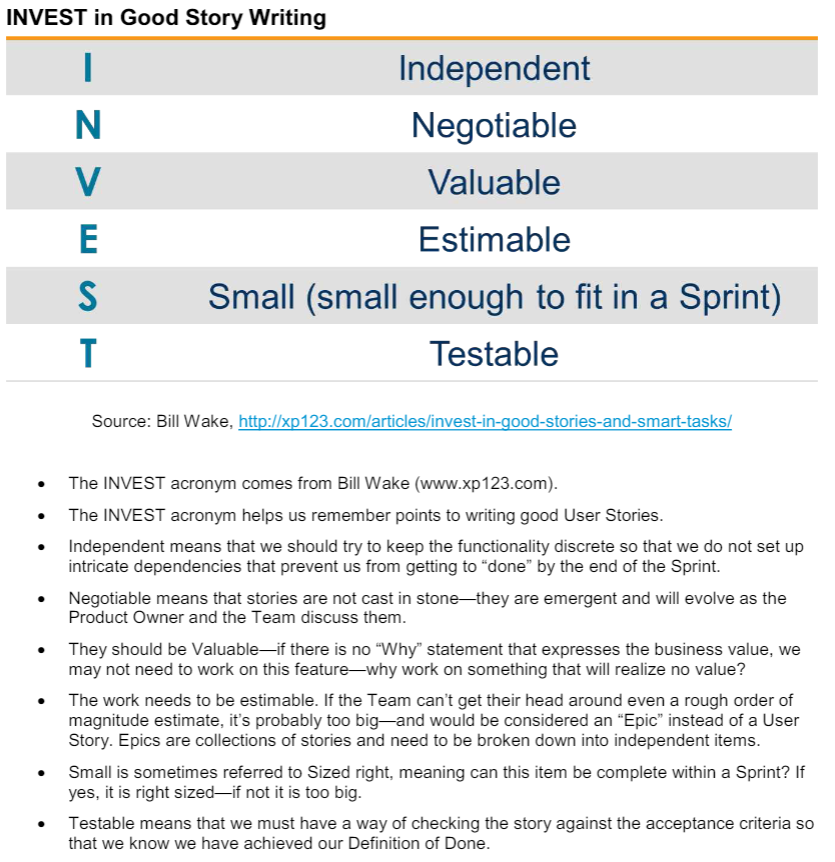 INVEST in Good Story Writing
I Independent
N Negotiable
V Valuable
E Estimable
S Small (small enough to fit in a Sprint)
T Testable
Source: Bill Wake, http://xp123.com/articles/invest-in-good-stories-and-smart-tasks/
• The INVEST acronym comes from Bill Wake (www.xp123.com).
• The INVEST acronym helps us remember points to writing good User Stories.
• Independent means that we should try to keep the functionality discrete so that we do not set up
intricate dependencies that prevent us from getting to “done” by the end of the Sprint.
• Negotiable means that stories are not cast in stone—they are emergent and will evolve as the
Product Owner and the Team discuss them.
• They should be Valuable—if there is no “Why” statement that expresses the business value, we
may not need to work on this feature—why work on something that will realize no value?
• The work needs to be estimable. If the Team can’t get their head around even a rough order of
magnitude estimate, it’s probably too big—and would be considered an “Epic” instead of a User
Story. Epics are collections of stories and need to be broken down into independent items.
• Small is sometimes referred to Sized right, meaning can this item be complete within a Sprint? If
yes, it is right sized—if not it is too big.
• Testable means that we must have a way of checking the story against the acceptance criteria so
that we know we have achieved our Definition of Done.